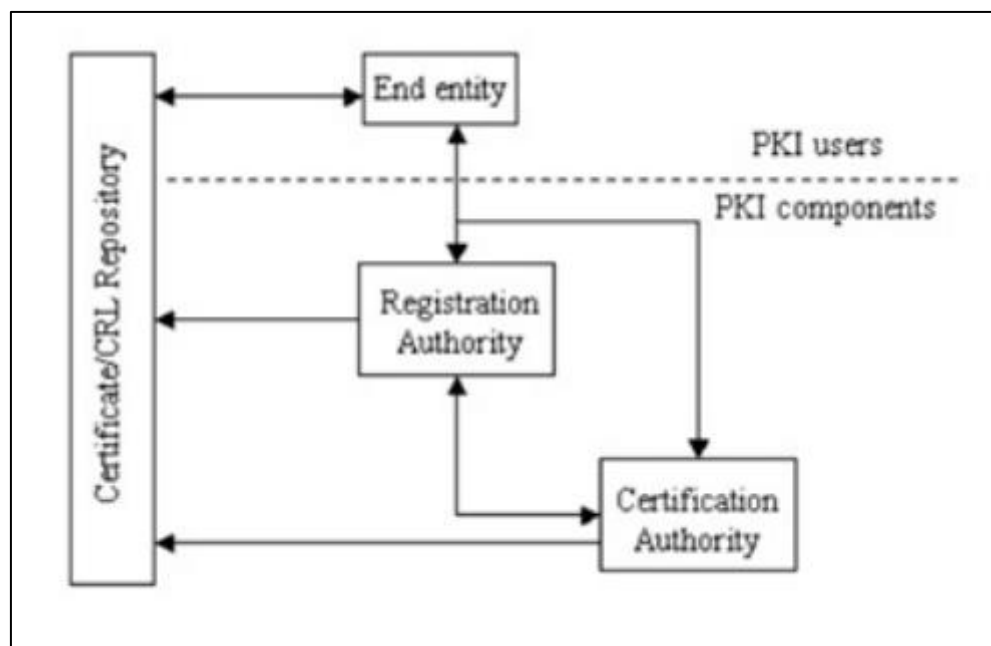 Certificate/CRL Repository
End entity
PKI users
PKI components
Registration
Authority
Certification
Authority